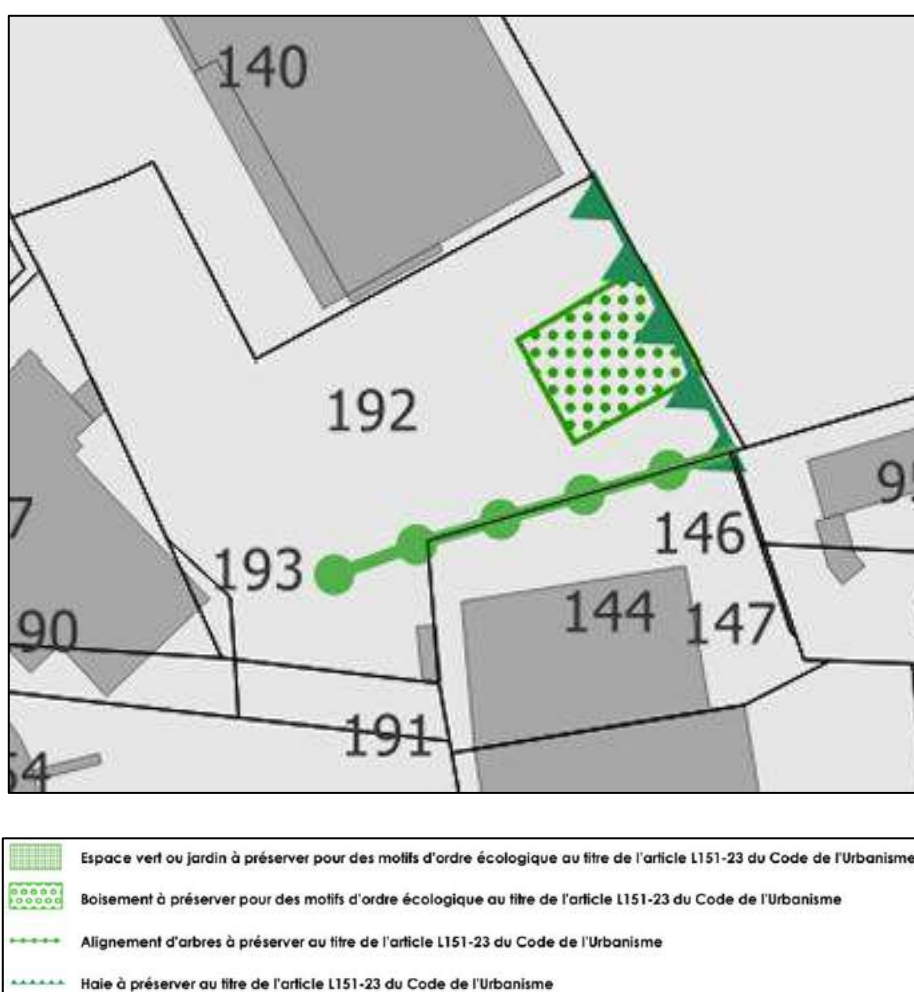 140
192
7
193
146
9
144
147
90
191
54
Espace vert ou jardin à préserver pour des motifs d'ordre écologique au titre de l'article L151-23 du Code de l'Urbanisme
Boisement à préserver pour des motifs d'ordre écologique au titre de l'article L151-23 du Code de l'Urbanisme
Alignement d'arbres à préserver au titre de l'article L151-23 du Code de l'Urbanisme
Haie à préserver au titre de l'article L151-23 du Code de l'Urbanisme